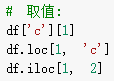 # 取值:
df['c'][1]
df.loc[1, 'c']
df.iloc[1, 2]